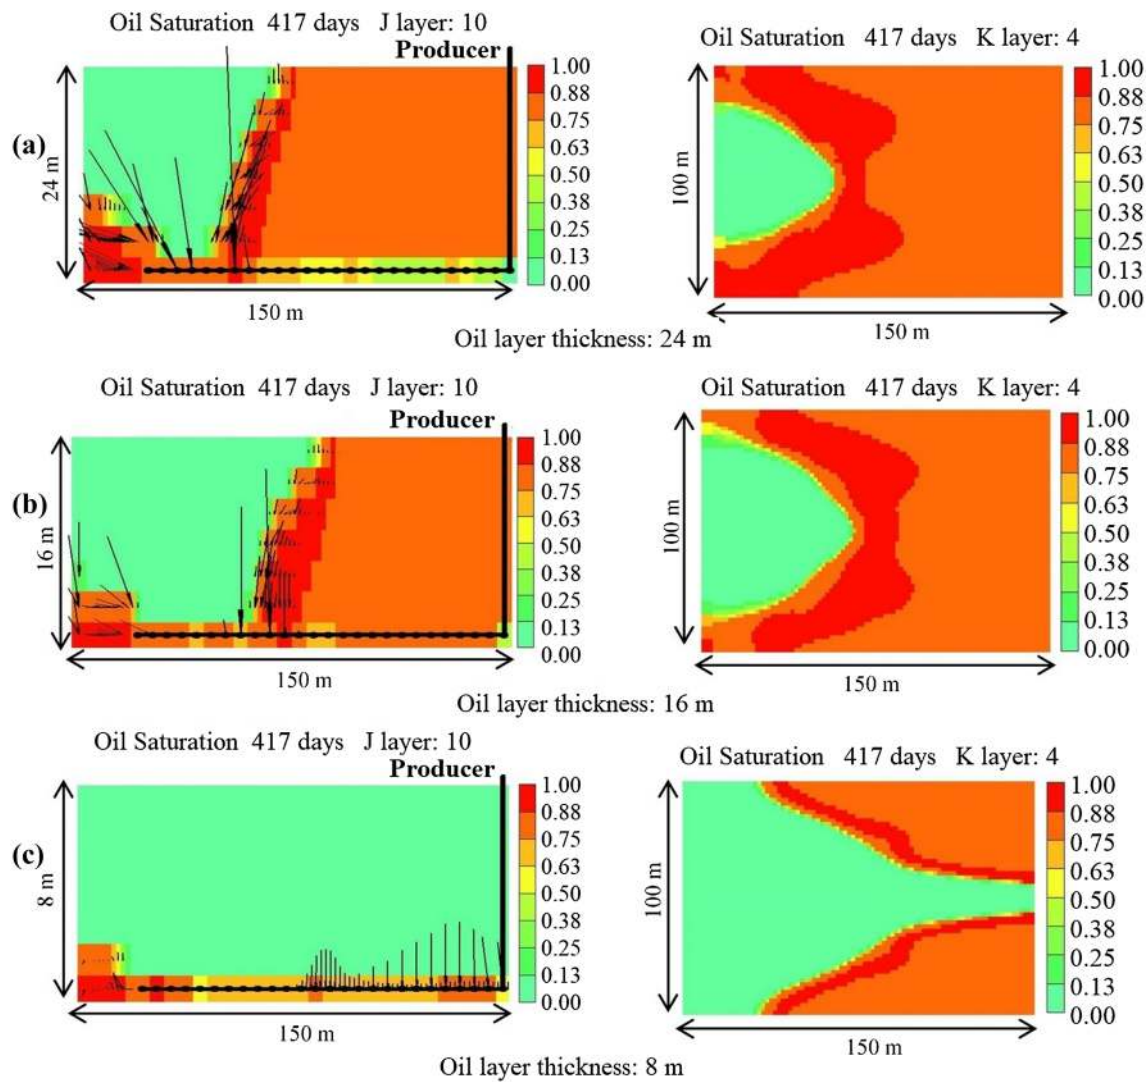 Oil Saturation 417 days J layer: 10
Producer
Oil Saturation 417 days K layer: 4
(a)
24 m
1.00
0.88
0.75
0.63
0.50
0.38
0.25
0.13
0.00
150 m
100 m
1.00
0.88
0.75
0.63
0.50
0.38
0.25
0.13
0.00
150 m
Oil layer thickness: 24 m
Oil Saturation 417 days J layer: 10
Producer
Oil Saturation 417 days K layer: 4
(b)
16 m
1.00
0.88
0.75
0.63
0.50
0.38
0.25
0.13
0.00
150 m
100 m
1.00
0.88
0.75
0.63
0.50
0.38
0.25
0.13
0.00
150 m
Oil layer thickness: 16 m
Oil Saturation 417 days J layer: 10
Producer
Oil Saturation 417 days K layer: 4
(c)
8 m
1.00
0.88
0.75
0.63
0.50
0.38
0.25
0.13
0.00
150 m
100 m
1.00
0.88
0.75
0.63
0.50
0.38
0.25
0.13
0.00
150 m
Oil layer thickness: 8 m